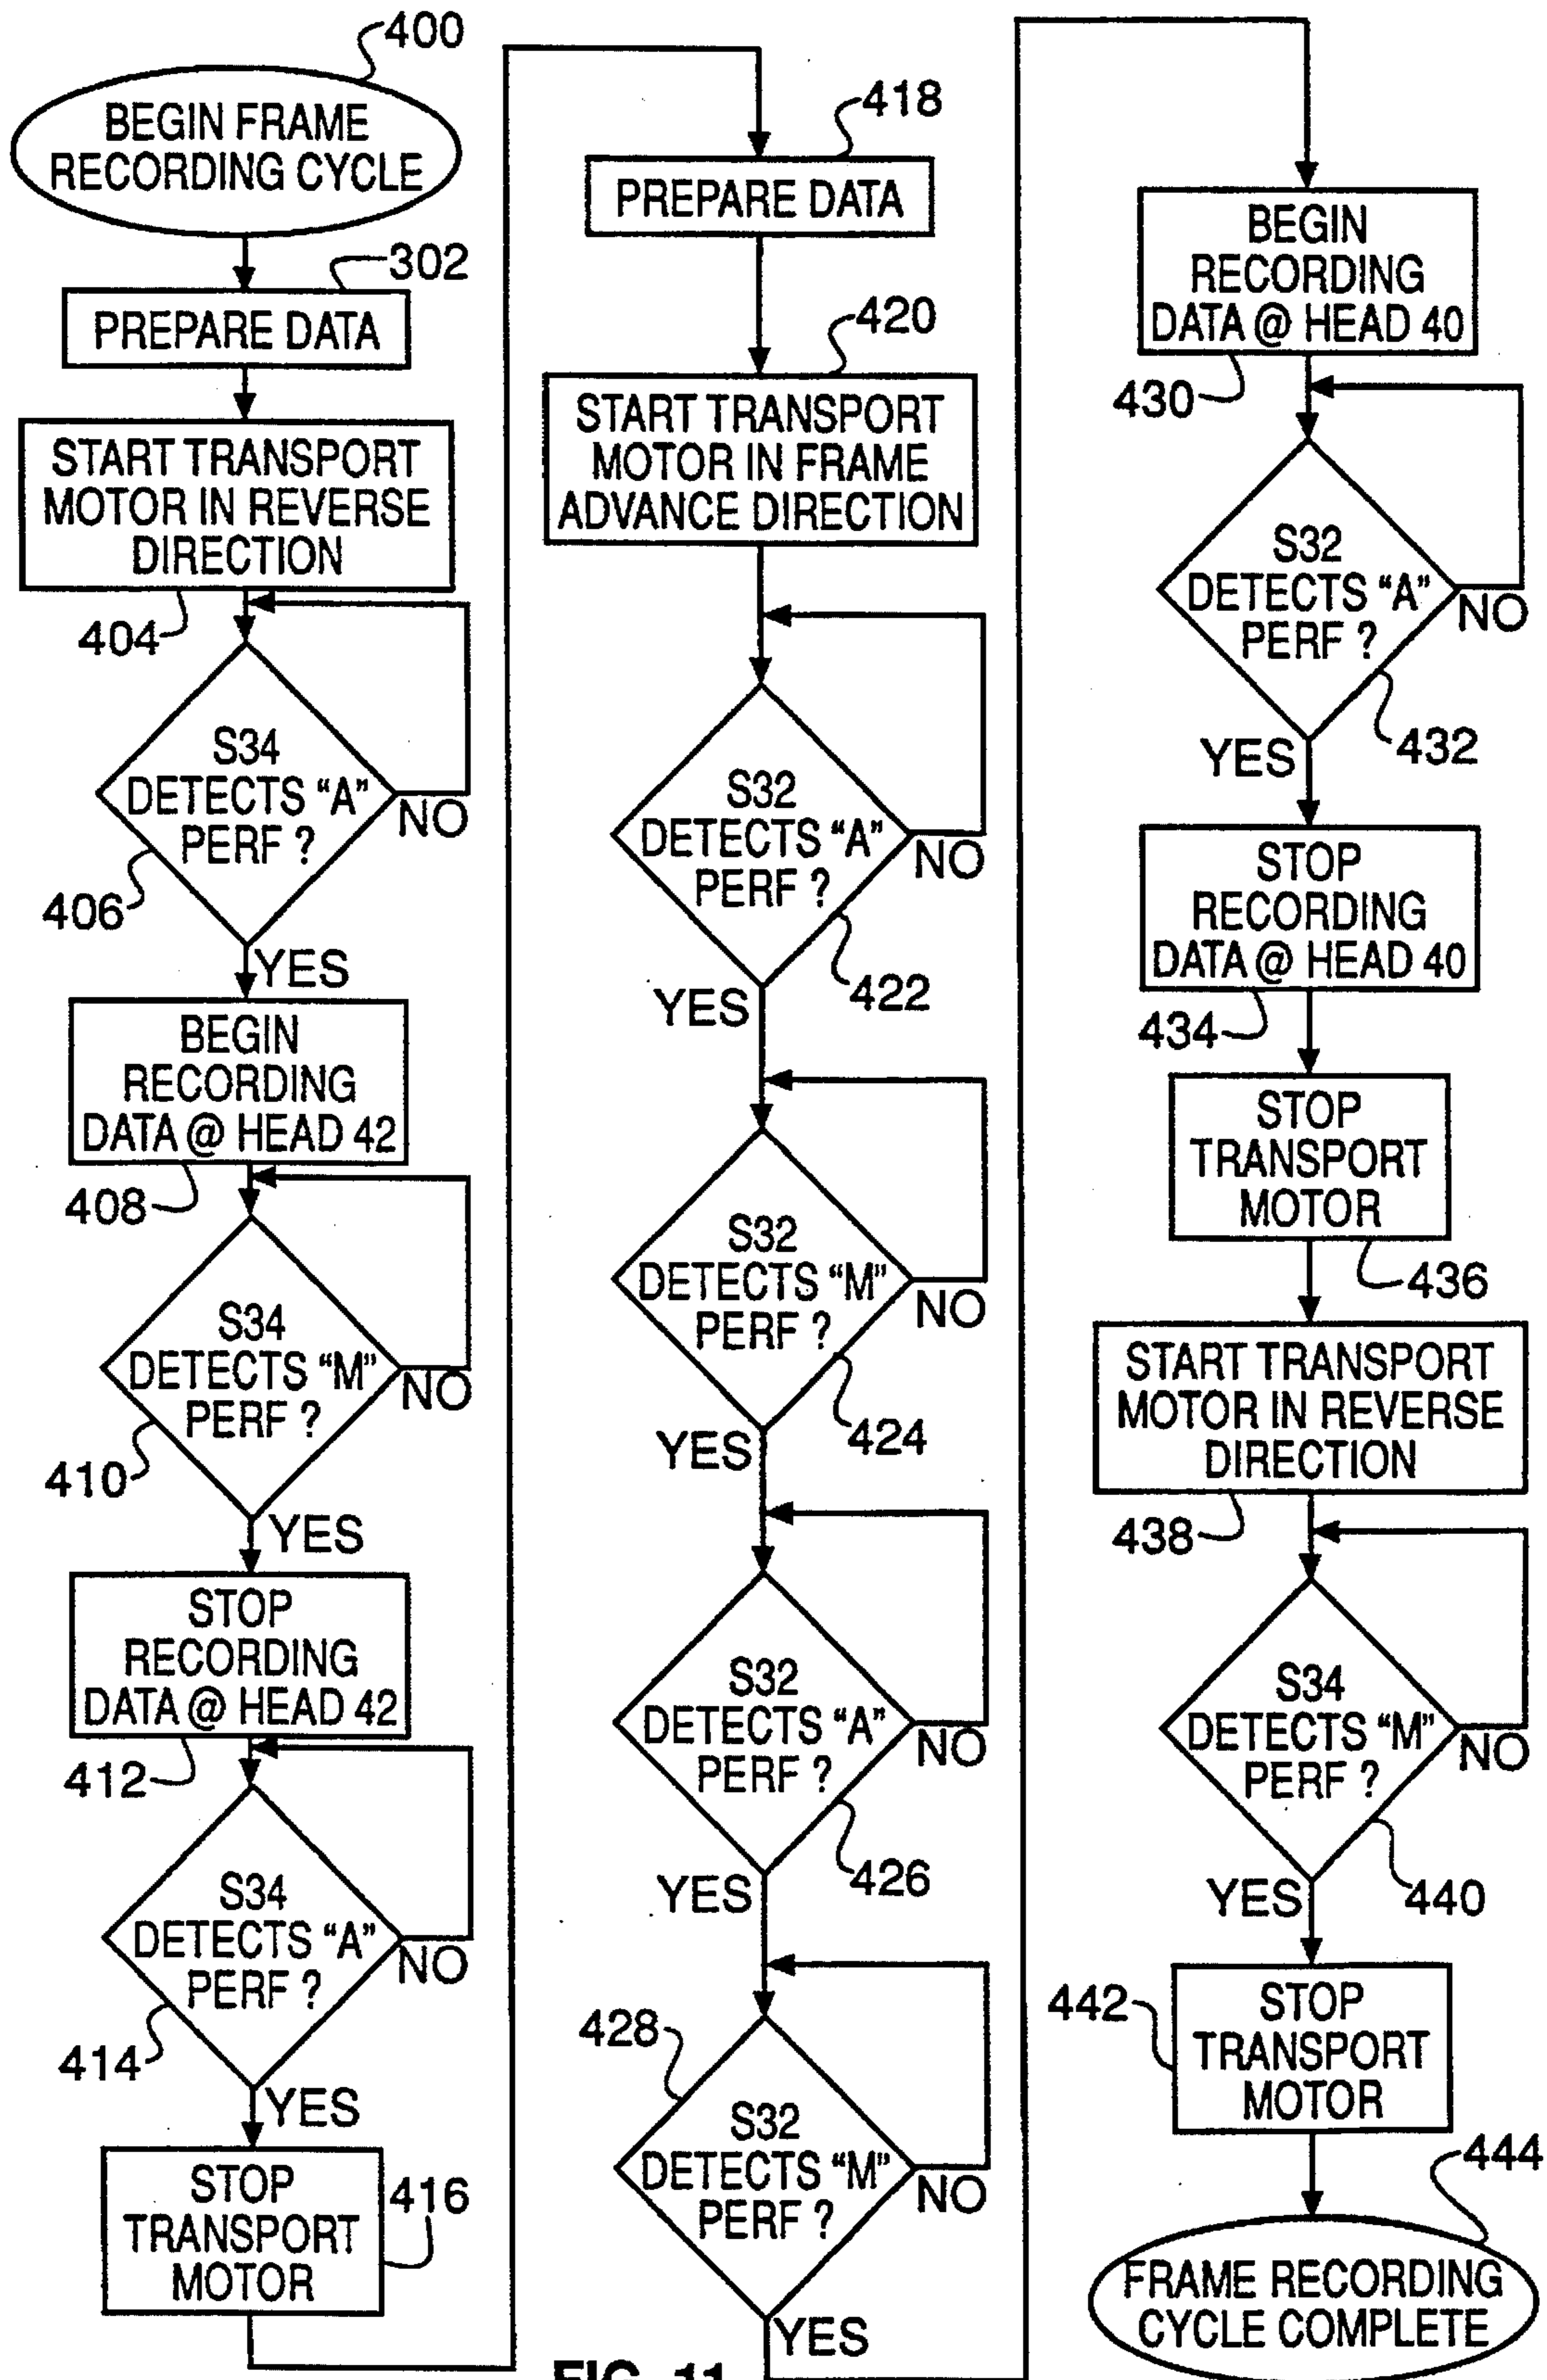 400
BEGIN FRAME
RECORDING CYCLE
302
PREPARE DATA
START TRANSPORT
MOTOR IN REVERSE
DIRECTION
404
S34
DETECTS “A”
PERF ?
NO
406
YES
BEGIN
RECORDING
DATA @ HEAD 42
408
S34
DETECTS “M”
PERF ?
NO
410
YES
STOP
RECORDING
DATA @ HEAD 42
412
S34
DETECTS “A”
PERF ?
NO
414
YES
STOP
TRANSPORT
MOTOR
416
418
PREPARE DATA
420
START TRANSPORT
MOTOR IN FRAME
ADVANCE DIRECTION
S32
DETECTS “A”
PERF ?
NO
422
YES
S32
DETECTS “M”
PERF ?
NO
424
YES
S32
DETECTS “A”
PERF ?
NO
426
YES
428
S32
DETECTS “M”
PERF ?
NO
YES
BEGIN
RECORDING
DATA @ HEAD 40
430
S32
DETECTS “A”
PERF ?
NO
432
YES
STOP
RECORDING
DATA @ HEAD 40
434
STOP
TRANSPORT
MOTOR
436
START TRANSPORT
MOTOR IN REVERSE
DIRECTION
438
S34
DETECTS “M”
PERF ?
NO
440
YES
442
STOP
TRANSPORT
MOTOR
444
FRAME RECORDING
CYCLE COMPLETE
FIG. 11